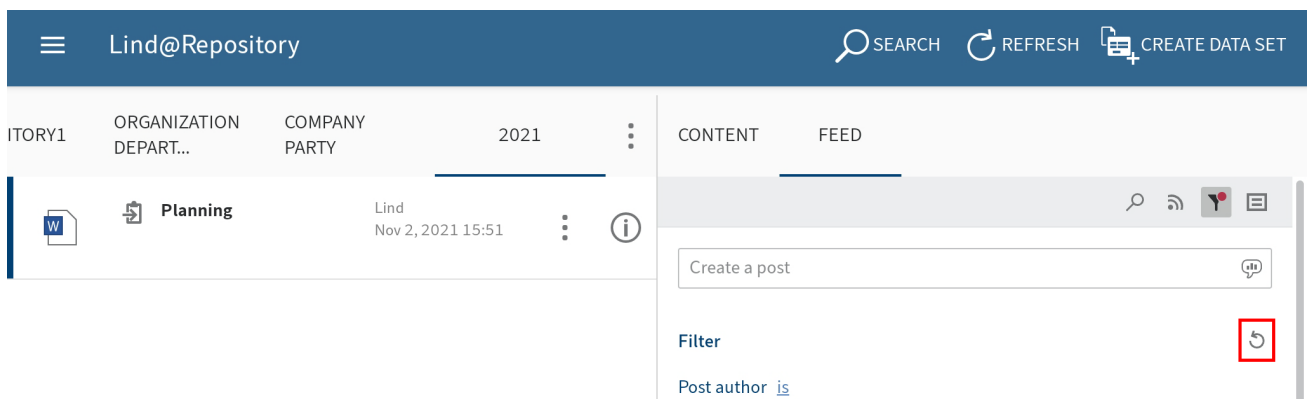 Lind@Repository
SEARCH
REFRESH
CREATE DATA SET
ITORY1
ORGANIZATION
DEPART...
COMPANY
PARTY
2021
CONTENT
FEED
W
Planning
Lind
Nov 2, 2021 15:51
Create a post
Filter
Post author is